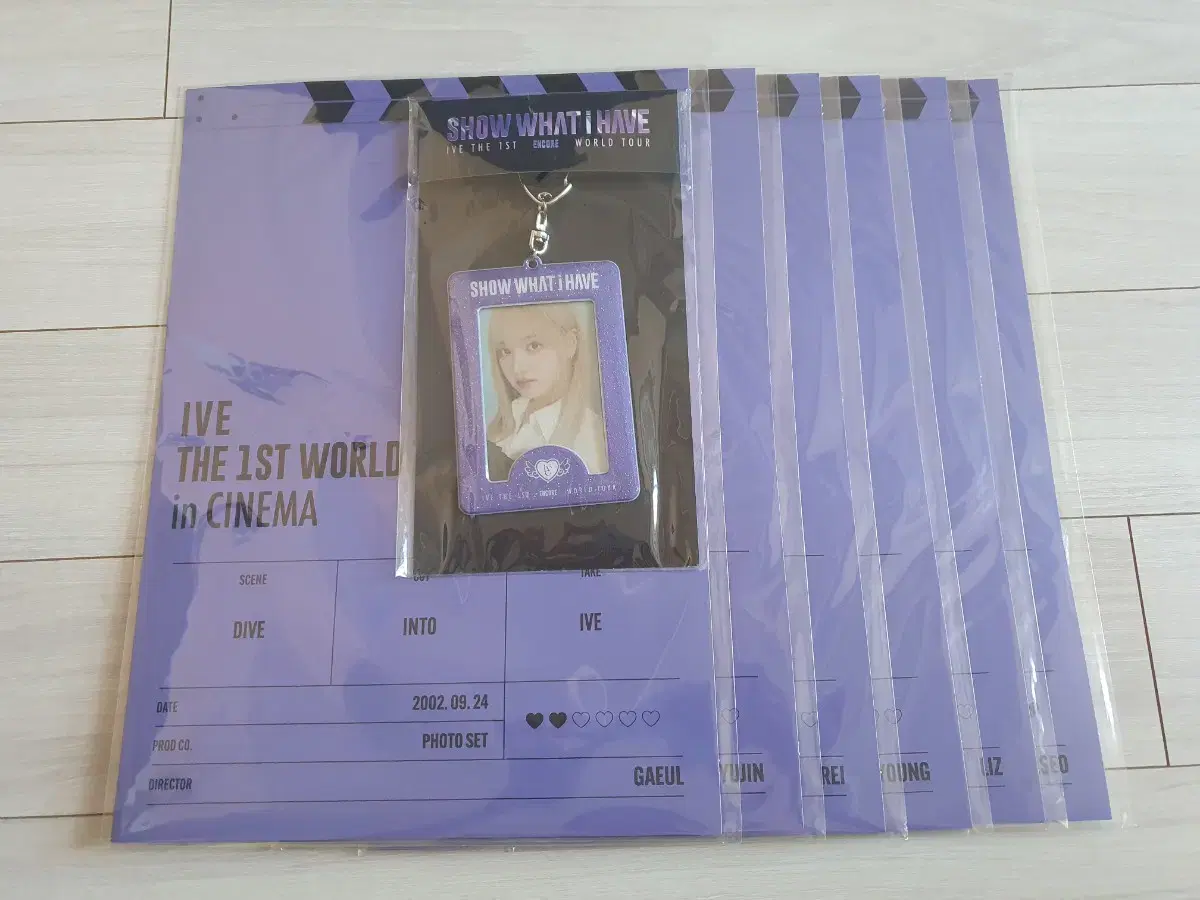 SHOW WHAT i HAVE
IVE THE 1ST ENCORE WORLD TOUR
SHOW WHAT i HAVE
IVE THE 1ST ENCORE WORLD TOUR
IVE
THE 1ST WORLD
in CINEMA
SCENE
CUT
TAKE
DIVE
INTO
IVE
DATE
2002. 09. 24
PROD CO.
PHOTO SET
DIRECTOR
GAEUL
YUJIN
REI
YOUNG
LIZ
SEO